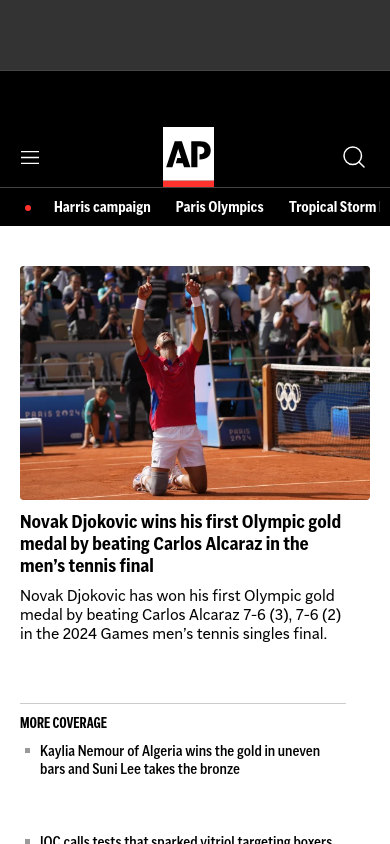 AP
Harris campaign Paris Olympics Tropical Storm
PARIS 2024
PARIS 2024
Novak Djokovic wins his first Olympic gold
medal by beating Carlos Alcaraz in the
men’s tennis final
Novak Djokovic has won his first Olympic gold
medal by beating Carlos Alcaraz 7-6 (3), 7-6 (2)
in the 2024 Games men’s tennis singles final.
MORE COVERAGE
Kaylia Nemour of Algeria wins the gold in uneven
bars and Suni Lee takes the bronze
IOC calls tests that sparked vitriol targeting boxers